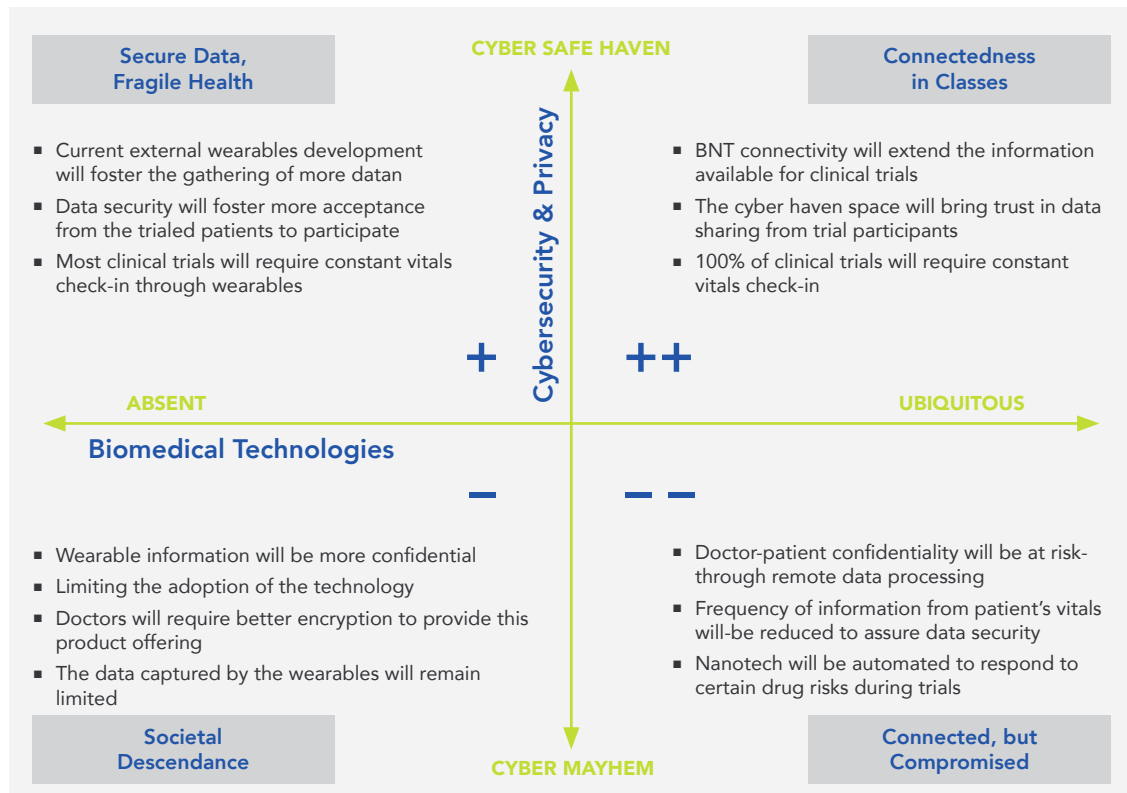 CYBER SAFE HAVEN
Secure Data,
Fragile Health
■ Current external wearables development
will foster the gathering of more datan
■ Data security will foster more acceptance
from the trialed patients to participate
■ Most clinical trials will require constant vitals
check-in through wearables
+
Cybersecurity & Privacy
Connectedness
in Classes
■ BNT connectivity will extend the information
available for clinical trials
■ The cyber haven space will bring trust in data
sharing from trial participants
■ 100% of clinical trials will require constant
vitals check-in
++
ABSENT
UBIQUITOUS
Biomedical Technologies
–
■ Wearable information will be more confidential
■ Limiting the adoption of the technology
■ Doctors will require better encryption to provide this
product offering
■ The data captured by the wearables will remain
limited
Societal
Descendance
– –
■ Doctor-patient confidentiality will be at risk-
through remote data processing
■ Frequency of information from patient’s vitals
will-be reduced to assure data security
■ Nanotech will be automated to respond to
certain drug risks during trials
Connected, but
Compromised
CYBER MAYHEM